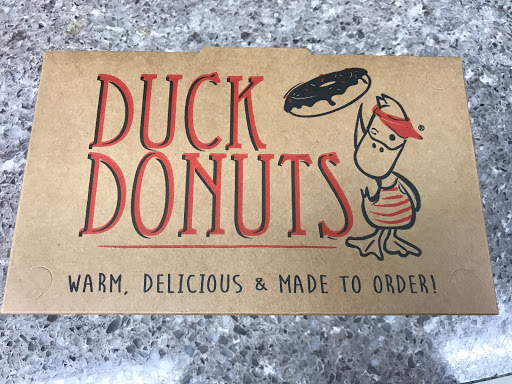 DUCK
DONUTS
®
WARM, DELICIOUS & MADE TO ORDER!